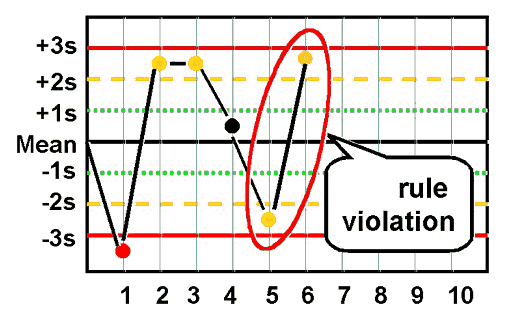 +3s
+2s
+1s
Mean
-1s
-2s
-3s
rule
violation
1 2 3 4 5 6 7 8 9 10